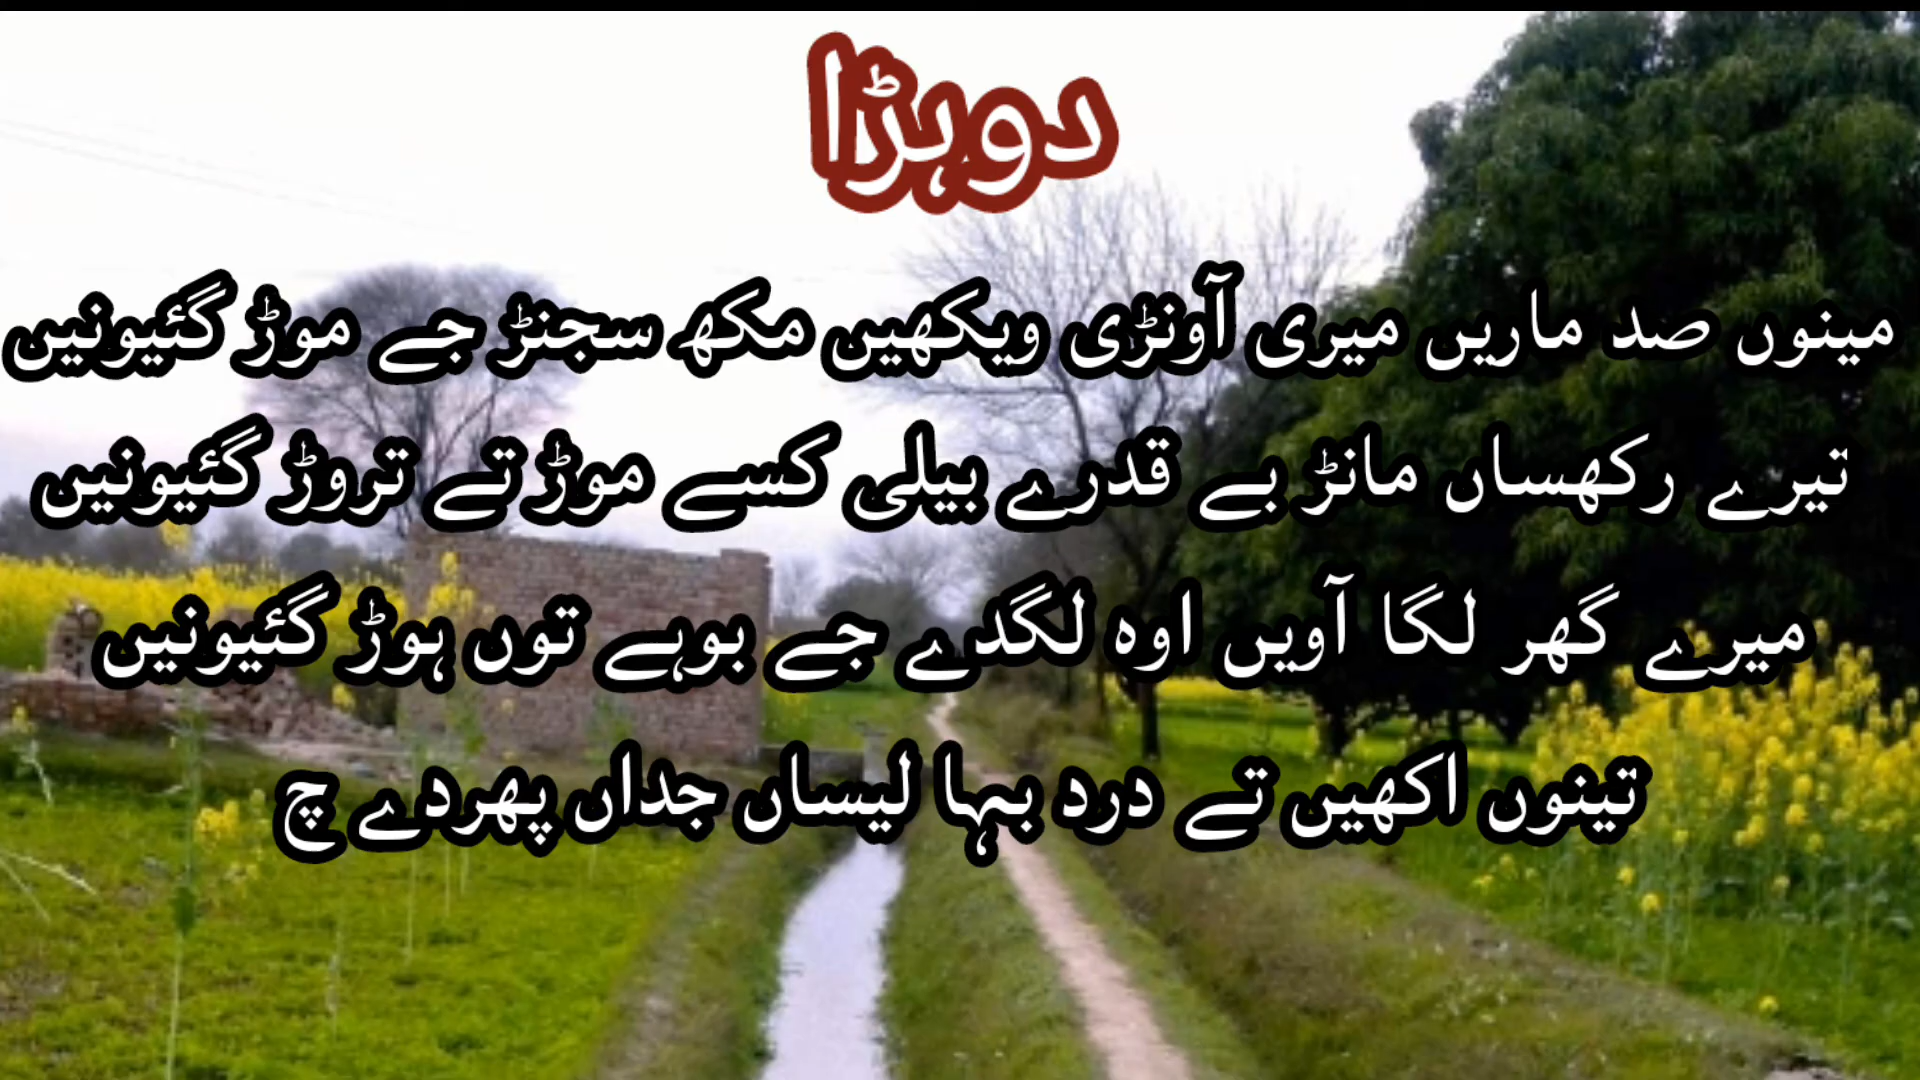 دوہڑا
مینوں صد ماریں میری آونڑی ویکھیں مکھ سجنڑ جے موڑ گئیونیں
تیرے رکھساں مانڑ بے قدرے بیلی کسے موڑ تے تروڑ گئیونیں
میرے گھر لگا آویں اوہ لگدے جے بوہے توں ہوڑ گئیونیں
تینوں اکھیں تے درد بہا لیساں جداں پھردے چ